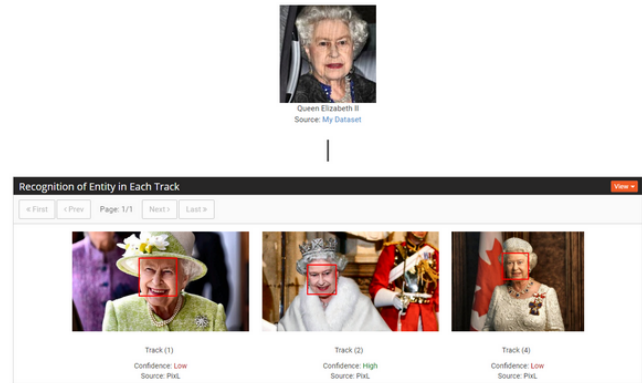 Queen Elizabeth II
Source: My Dataset
Recognition of Entity in Each Track
View
« First
‹ Prev
Page: 1/1
Next ›
Last »
Track (1)
Confidence: Low
Source: PixL
Track (2)
Confidence: High
Source: PixL
Track (4)
Confidence: Low
Source: PixL